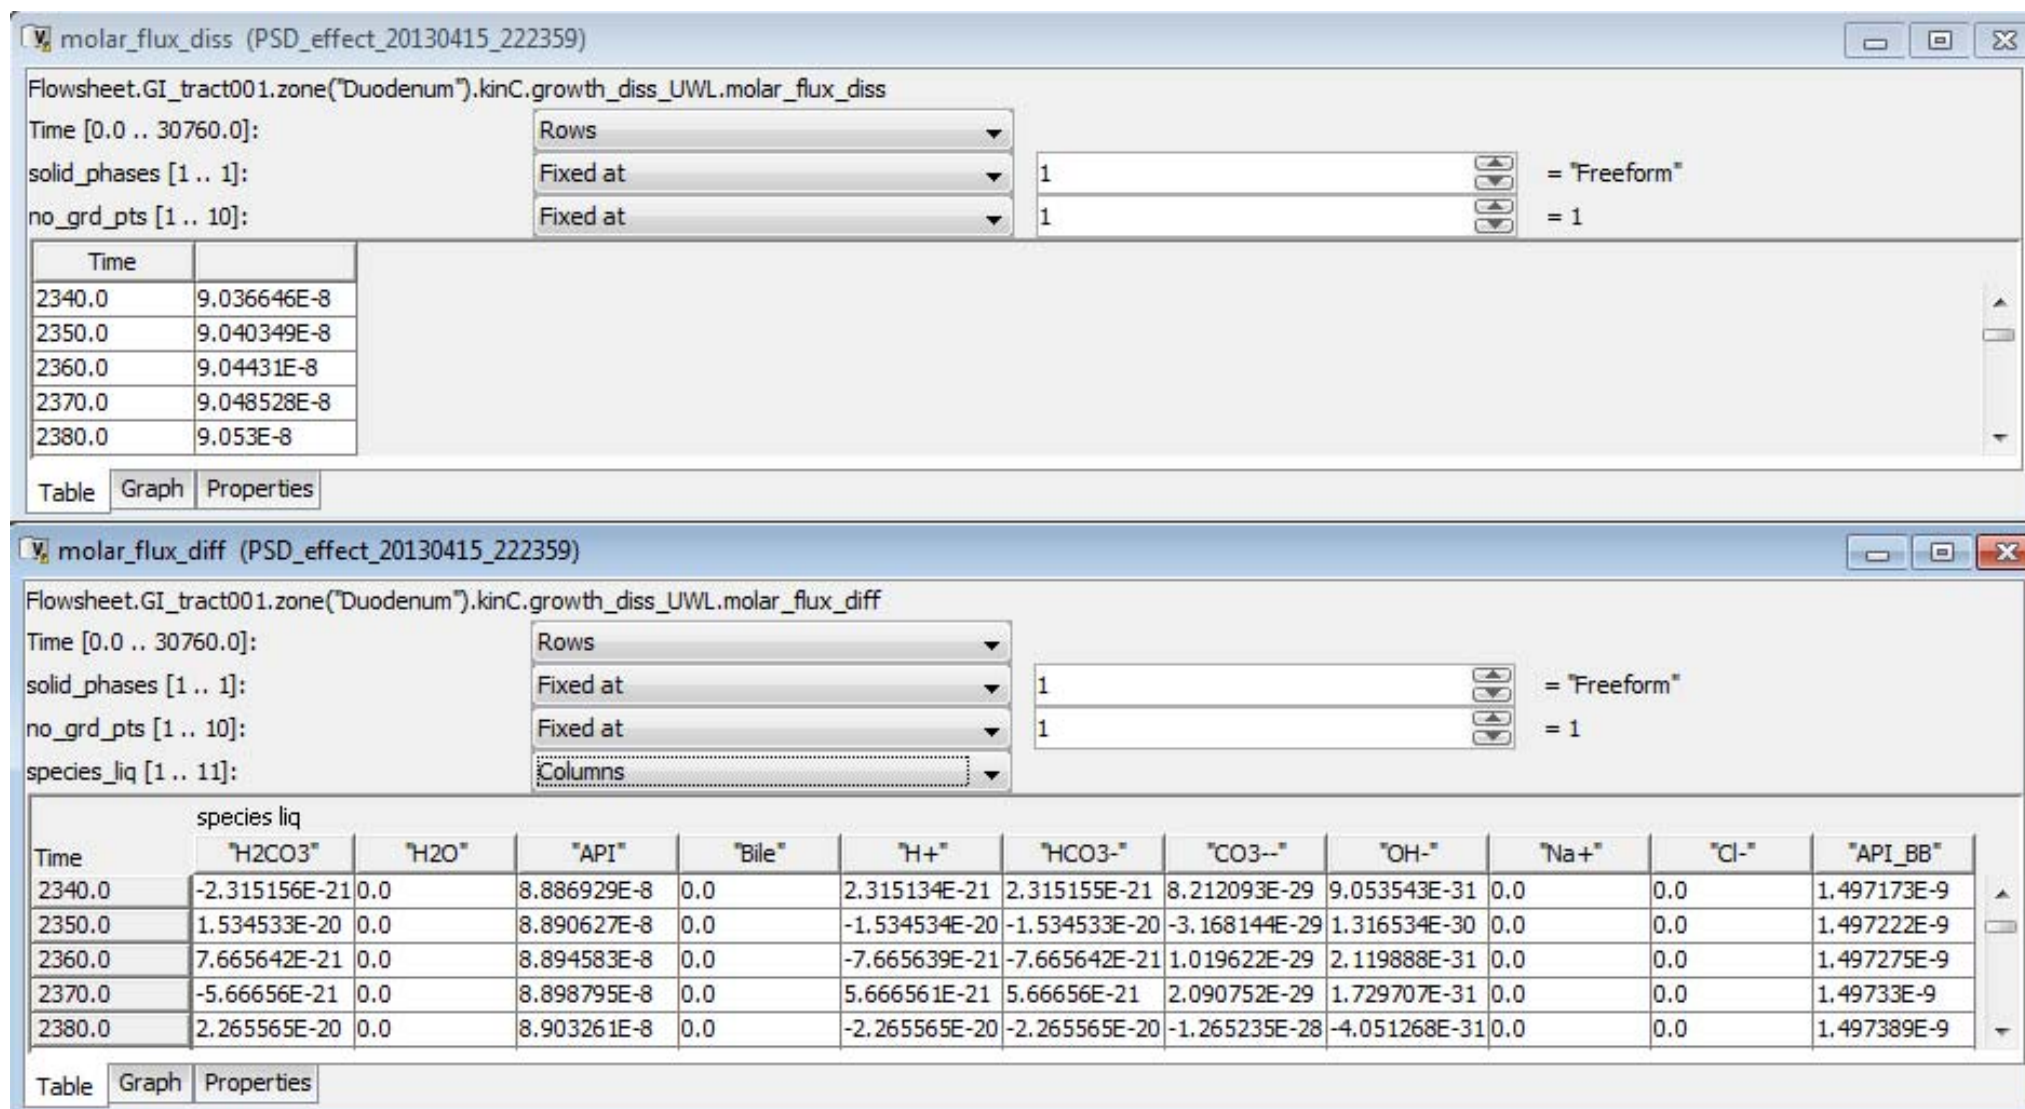 molar_flux_diss (PSD_effect_20130415_222359)
Flowsheet.GI_tract001.zone("Duodenum").kinC.growth_diss_UWL.molar_flux_diss
Time [0.0 .. 30760.0]: Rows
solid_phases [1 .. 1]: Fixed at 1 = "Freeform"
no_grd_pts [1 .. 10]: Fixed at 1 = 1
Time
2340.0 9.036646E-8
2350.0 9.040349E-8
2360.0 9.04431E-8
2370.0 9.048528E-8
2380.0 9.053E-8
Table Graph Properties
molar_flux_diff (PSD_effect_20130415_222359)
Flowsheet.GI_tract001.zone("Duodenum").kinC.growth_diss_UWL.molar_flux_diff
Time [0.0 .. 30760.0]: Rows
solid_phases [1 .. 1]: Fixed at 1 = "Freeform"
no_grd_pts [1 .. 10]: Fixed at 1 = 1
species_liq [1 .. 11]: Columns
species liq
Time "H2CO3" "H2O" "API" "Bile" "H+" "HCO3-" "CO3--" "OH-" "Na+" "Cl-" "API_BB"
2340.0 -2.315156E-21 0.0 8.886929E-8 0.0 2.315134E-21 2.315155E-21 8.212093E-29 9.053543E-31 0.0 0.0 1.497173E-9
2350.0 1.534533E-20 0.0 8.890627E-8 0.0 -1.534534E-20 -1.534533E-20 -3.168144E-29 1.316534E-30 0.0 0.0 1.497222E-9
2360.0 7.665642E-21 0.0 8.894583E-8 0.0 -7.665639E-21 -7.665642E-21 1.019622E-29 2.119888E-31 0.0 0.0 1.497275E-9
2370.0 -5.66656E-21 0.0 8.898795E-8 0.0 5.666561E-21 5.66656E-21 2.090752E-29 1.729707E-31 0.0 0.0 1.49733E-9
2380.0 2.265565E-20 0.0 8.903261E-8 0.0 -2.265565E-20 -2.265565E-20 -1.265235E-28 -4.051268E-31 0.0 0.0 1.497389E-9
Table Graph Properties